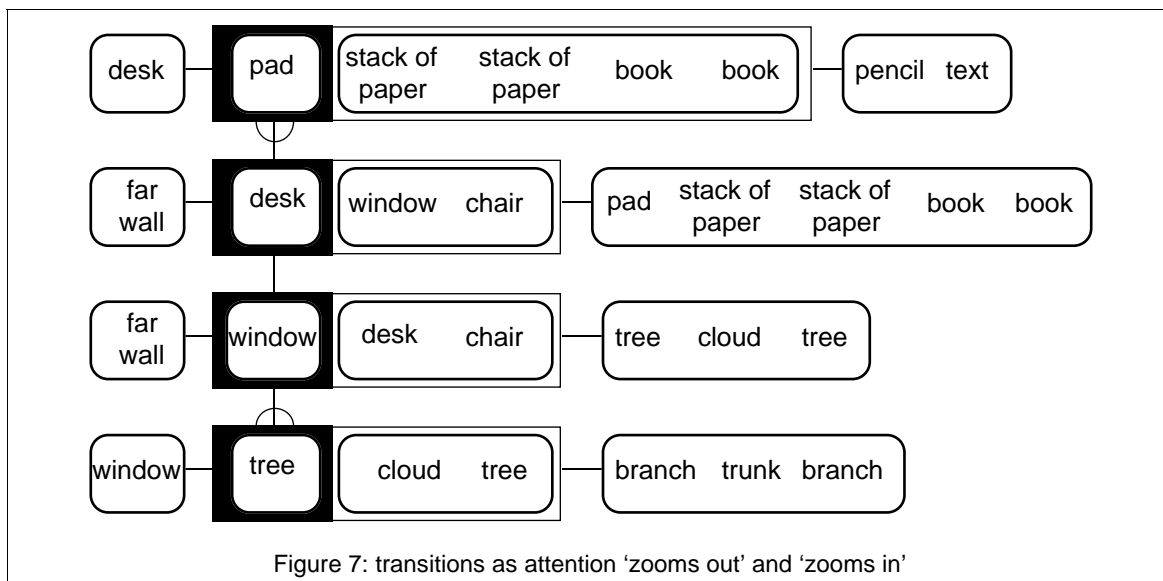 desk pad stack of paper stack of paper book book pencil text
far wall desk window chair pad stack of paper stack of paper book book
far wall window desk chair tree cloud tree
window tree cloud tree branch trunk branch
Figure 7: transitions as attention ‘zooms out’ and ‘zooms in’